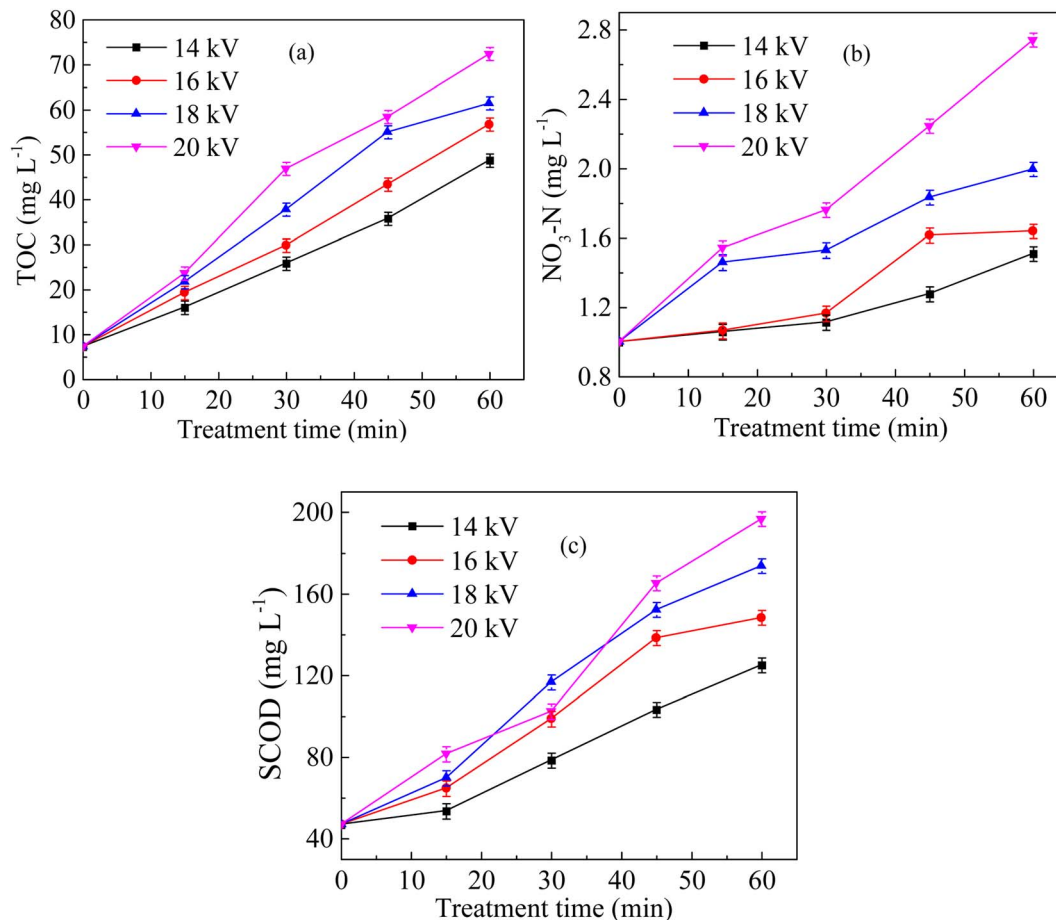 80
70
60
50
40
30
20
10
0
TOC (mg L⁻¹)
14 kV
16 kV
18 kV
20 kV
(a)
0 10 20 30 40 50 60
Treatment time (min)
2.8
2.4
2.0
1.6
1.2
0.8
NO₃-N (mg L⁻¹)
14 kV
16 kV
18 kV
20 kV
(b)
0 10 20 30 40 50 60
Treatment time (min)
200
160
120
80
40
SCOD (mg L⁻¹)
14 kV
16 kV
18 kV
20 kV
(c)
0 10 20 30 40 50 60
Treatment time (min)